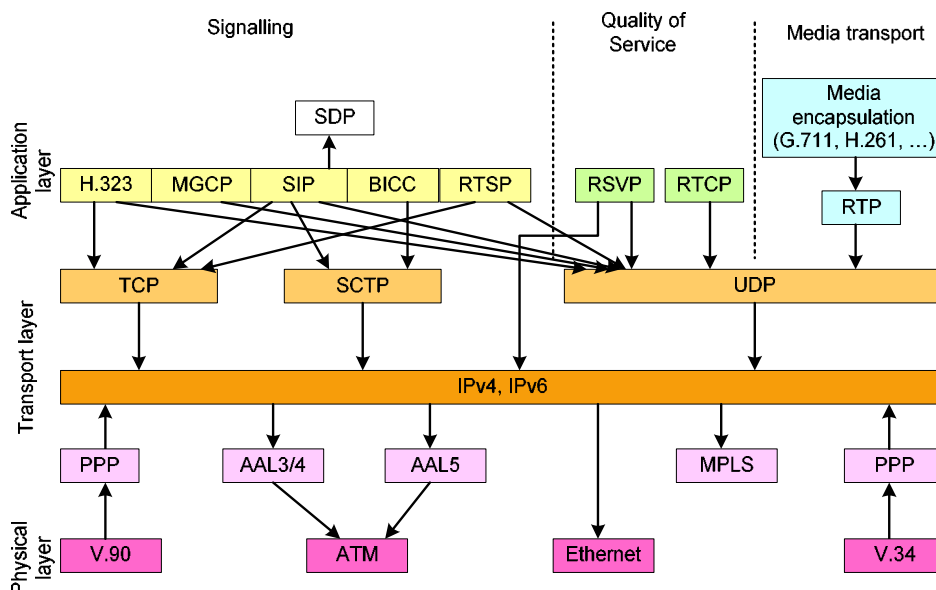 Signalling
Quality of
Service
Media transport
Application
layer
SDP
Media
encapsulation
(G.711, H.261, ...)
H.323
MGCP
SIP
BICC
RTSP
RSVP
RTCP
RTP
TCP
SCTP
UDP
Transport layer
IPv4, IPv6
PPP
AAL3/4
AAL5
MPLS
PPP
Physical
layer
V.90
ATM
Ethernet
V.34